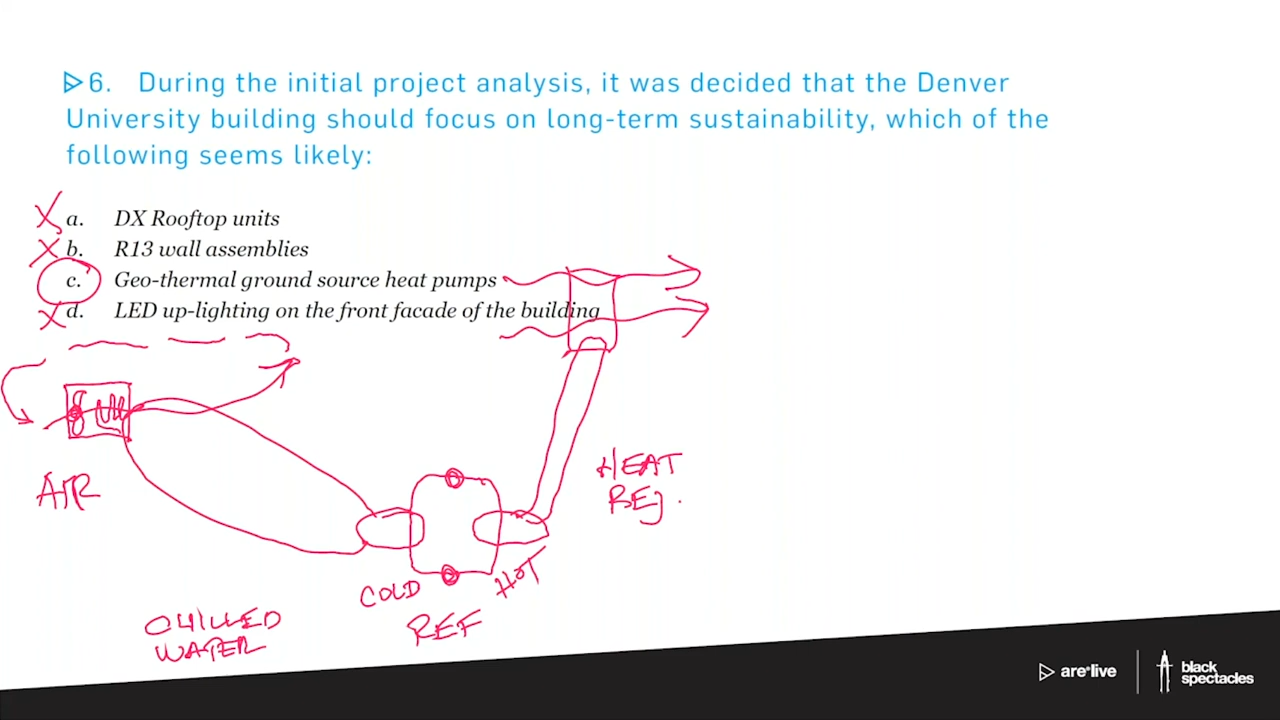 6. During the initial project analysis, it was decided that the Denver
University building should focus on long-term sustainability, which of the
following seems likely:
a. DX Rooftop units
b. R13 wall assemblies
c. Geo-thermal ground source heat pumps
d. LED up-lighting on the front facade of the building
AIR
HEAT
REJ.
COLD
HOT
REF
CHILLED
WATER
are live
black
spectacles